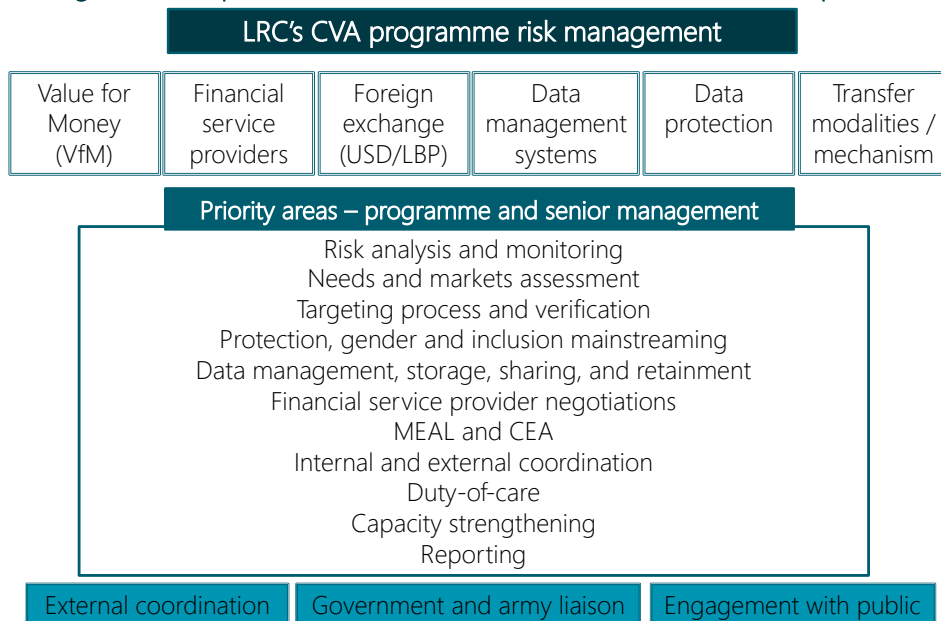 LRC's CVA programme risk management
Value for
Money
(VfM)
Financial
service
providers
Foreign
exchange
(USD/LBP)
Data
management
systems
Data
protection
Transfer
modalities /
mechanism
Priority areas – programme and senior management
Risk analysis and monitoring
Needs and markets assessment
Targeting process and verification
Protection, gender and inclusion mainstreaming
Data management, storage, sharing, and retainment
Financial service provider negotiations
MEAL and CEA
Internal and external coordination
Duty-of-care
Capacity strengthening
Reporting
External coordination
Government and army liaison
Engagement with public